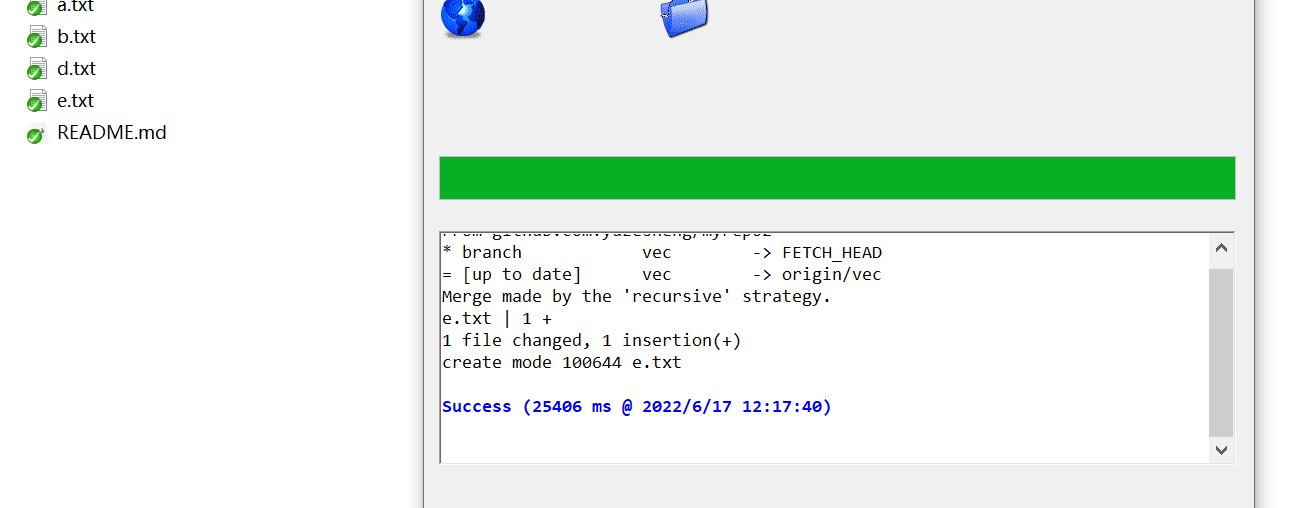 a.txt
b.txt
d.txt
e.txt
README.md
* branch vec -> FETCH_HEAD
= [up to date] vec -> origin/vec
Merge made by the 'recursive' strategy.
e.txt | 1 +
1 file changed, 1 insertion(+)
create mode 100644 e.txt
Success (25406 ms @ 2022/6/17 12:17:40)